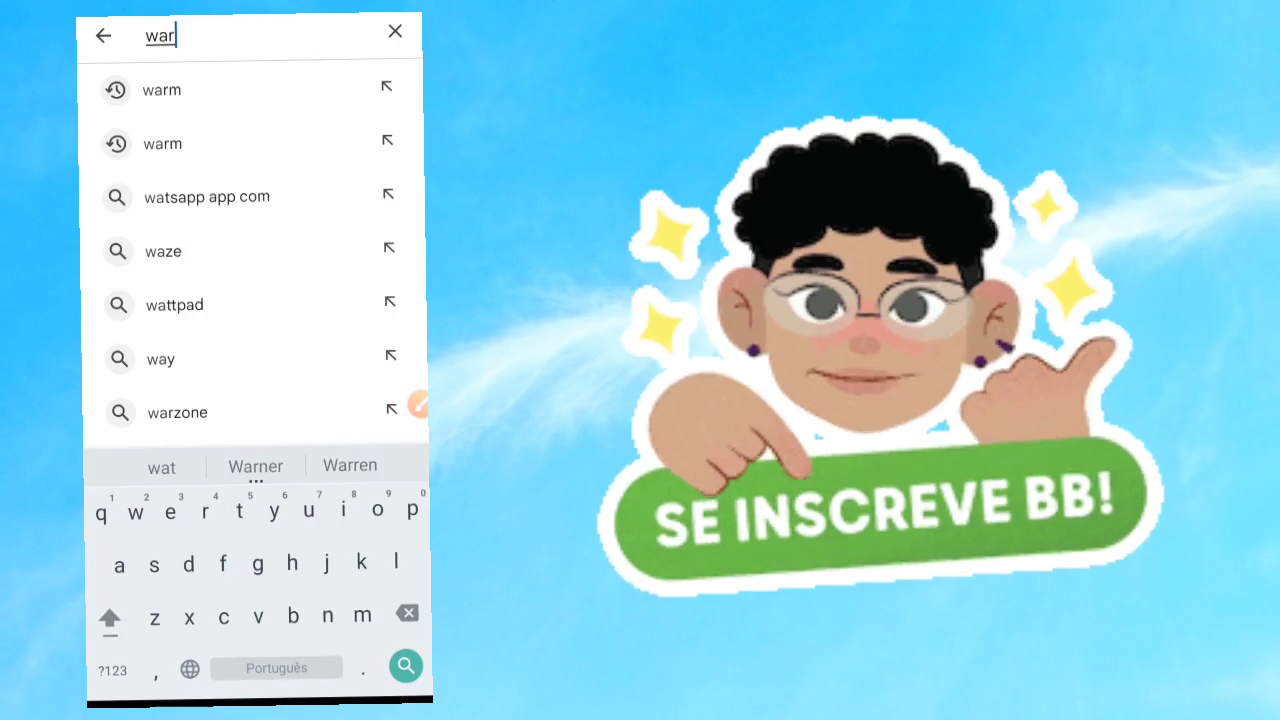 war
warm
warm
watsapp app com
waze
wattpad
way
warzone
wat Warner Warren
1 2 3 4 5 6 7 8 9 0
q w e r t y u i o p
a s d f g h j k l
z x c v b n m
?123 , Português .
SE INSCREVE BB!